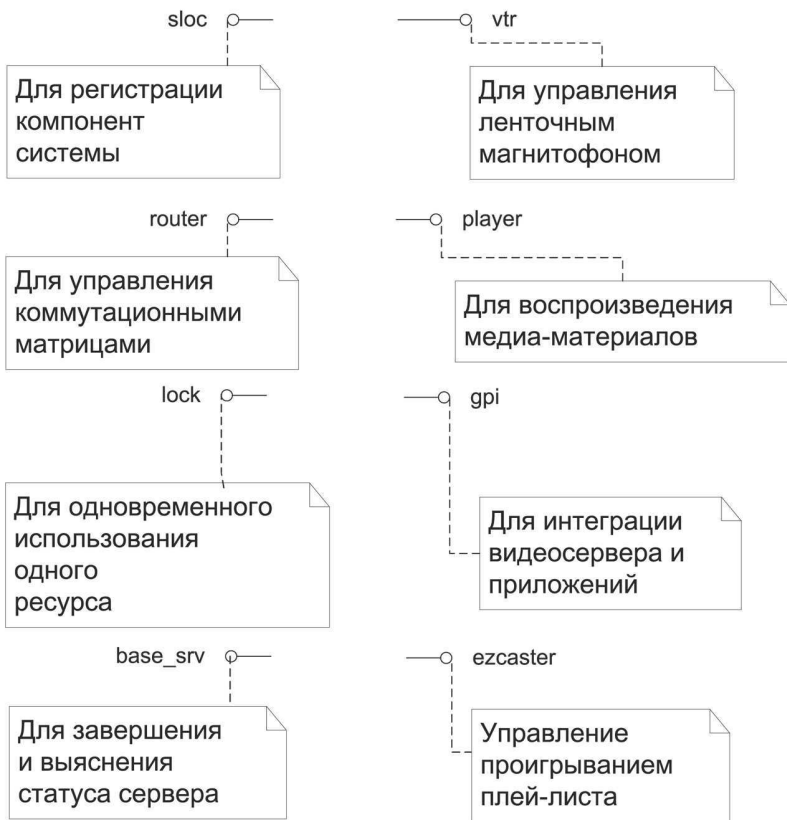 sloc
vtr
Для регистрации
компонент
системы
Для управления
ленточным
магнитофоном
router
player
Для управления
коммутационными
матрицами
Для воспроизведения
медиа-материалов
lock
gpi
Для одновременного
использования
одного
ресурса
Для интеграции
видеосервера и
приложений
base_srv
ezcaster
Для завершения
и выяснения
статуса сервера
Управление
проигрыванием
плей-листа